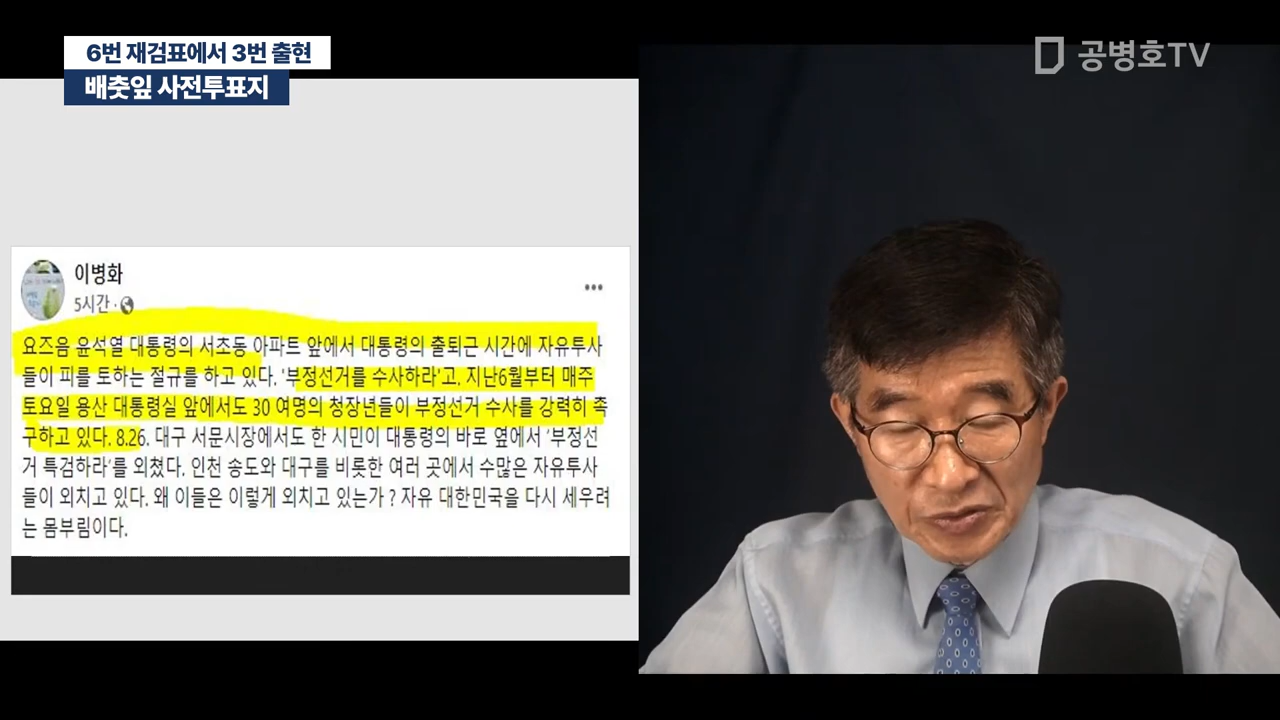 6번 재검표에서 3번 출현
배춧잎 사전투표지
공병호TV
이병화
5시간 ·
요즈음 윤석열 대통령의 서초동 아파트 앞에서 대통령의 출퇴근 시간에 자유투사
들이 피를 토하는 절규를 하고 있다. '부정선거를 수사하라'고. 지난6월부터 매주
토요일 용산 대통령실 앞에서도 30 여명의 청장년들이 부정선거 수사를 강력히 촉
구하고 있다. 8.26. 대구 서문시장에서도 한 시민이 대통령의 바로 옆에서 '부정선
거 특검하라'를 외쳤다. 인천 송도와 대구를 비롯한 여러 곳에서 수많은 자유투사
들이 외치고 있다. 왜 이들은 이렇게 외치고 있는가 ? 자유 대한민국을 다시 세우려
는 몸부림이다.